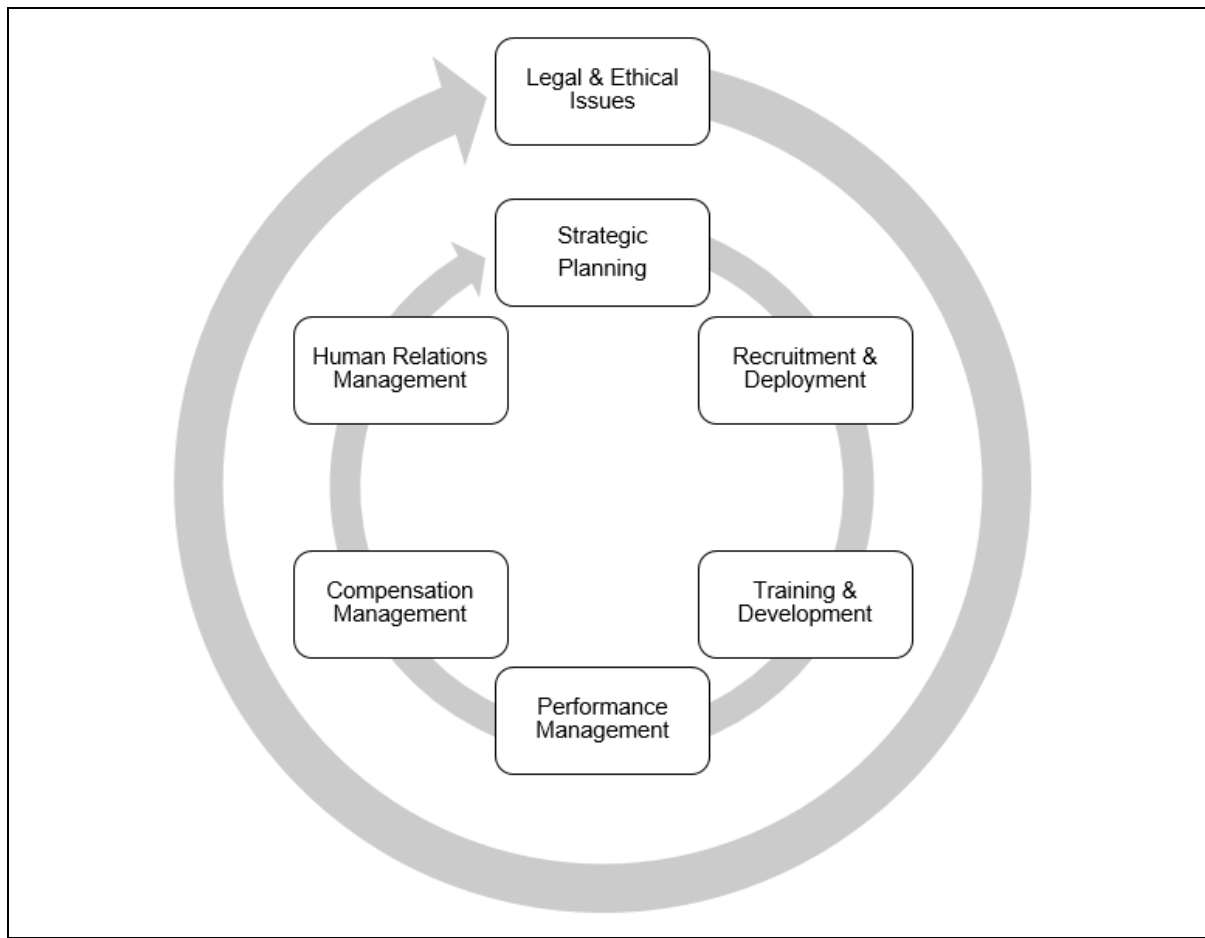 Legal & Ethical
Issues
Strategic
Planning
Human Relations
Management
Recruitment &
Deployment
Compensation
Management
Training &
Development
Performance
Management